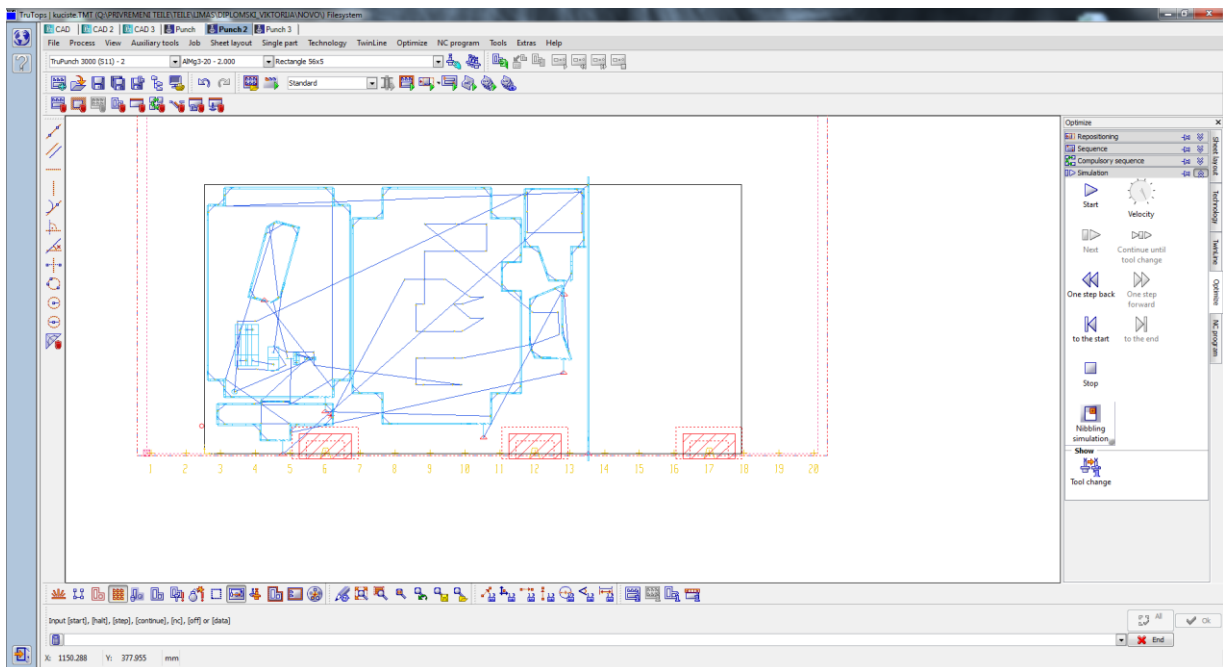 TruTops | kuciste.TMT (Q:\PRIVREMENI TEILE\TEILE\LIMAS\DIPLOMSKI_VIKTORIJA\NOVO\) Filesystem
CAD CAD 2 CAD 3 Punch Punch 2 Punch 3
File Process View Auxiliary tools Job Sheet layout Single part Technology TwinLine Optimize NC program Tools Extras Help
TruPunch 3000 (S11) - 2 AlMg3-20 - 2.000 Rectangle 56x5
Standard
Optimize
Repositioning
Sequence
Compulsory sequence
Simulation
Start Velocity
Next Continue until tool change
One step back One step forward
to the start to the end
Stop
Nibbling simulation
Show
Tool change
Sheet layout
Technology
TwinLine
Optimize
NC program
1 2 3 4 5 6 7 8 9 10 11 12 13 14 15 16 17 18 19 20
Input [start], [halt], [step], [continue], [nc], [off] or [data]
All Ok
End
X: 1150.288 Y: 377.955 mm